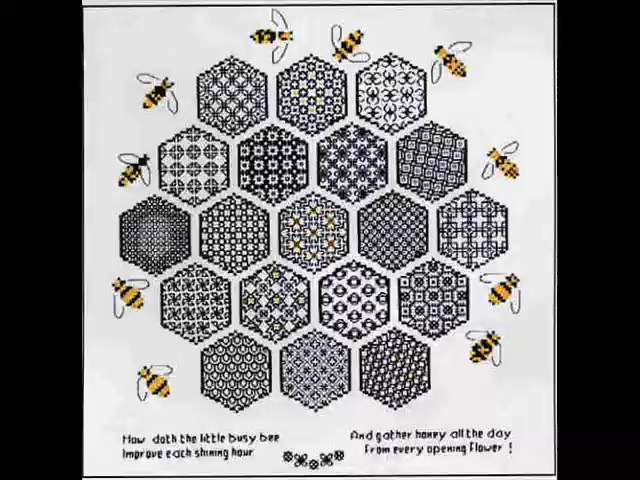 How doth the little busy bee
Improve each shining hour
And gather honey all the day
From every opening Flower !